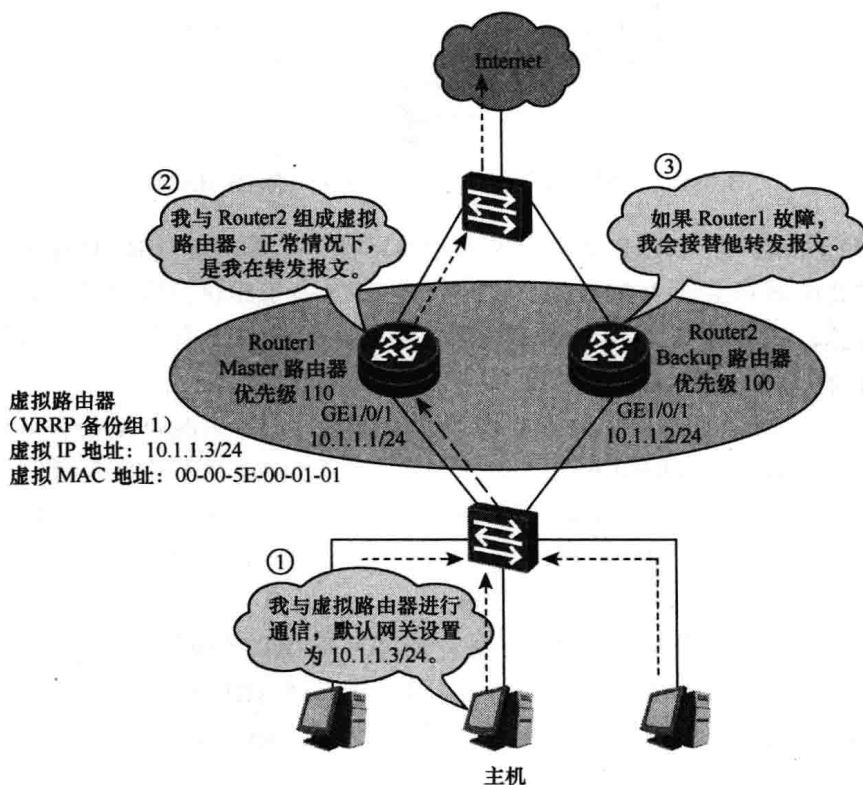 Internet
②
我与 Router2 组成虚拟
路由器。正常情况下，
是我在转发报文。
③
如果 Router1 故障，
我会接替他转发报文。
Router1
Master 路由器
优先级 110
GE1/0/1
10.1.1.1/24
Router2
Backup 路由器
优先级 100
GE1/0/1
10.1.1.2/24
虚拟路由器
（VRRP 备份组 1）
虚拟 IP 地址：10.1.1.3/24
虚拟 MAC 地址：00-00-5E-00-01-01
①
我与虚拟路由器进行
通信，默认网关设置
为 10.1.1.3/24。
主机